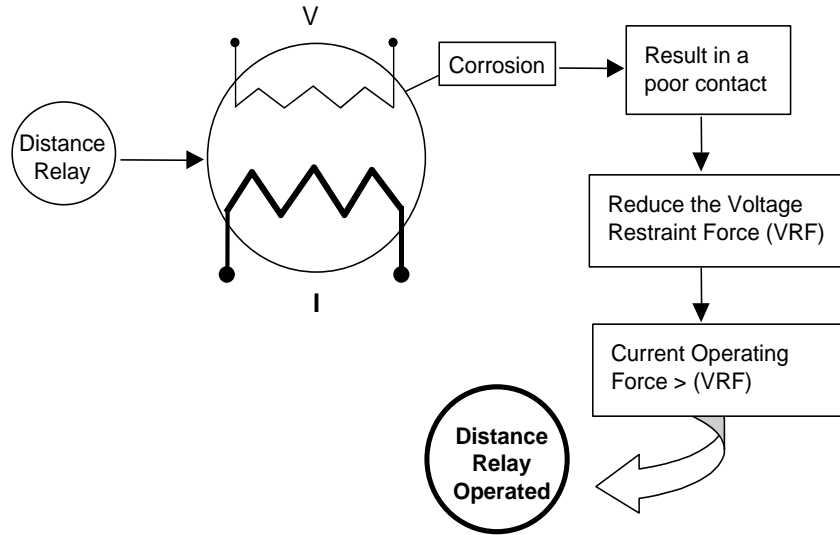 V
Corrosion
Result in a
poor contact
Distance
Relay
Reduce the Voltage
Restraint Force (VRF)
I
Current Operating
Force > (VRF)
Distance
Relay
Operated